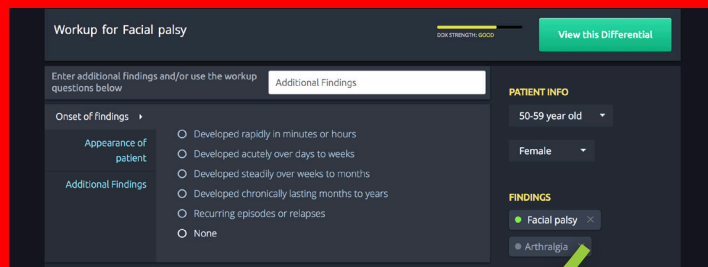 Workup for Facial palsy
DDX STRENGTH: GOOD
View this Differential
Enter additional findings and/or use the workup
questions below
Additional Findings
Onset of findings
Appearance of
patient
Additional Findings
Developed rapidly in minutes or hours
Developed acutely over days to weeks
Developed steadily over weeks to months
Developed chronically lasting months to years
Recurring episodes or relapses
None
PATIENT INFO
50-59 year old
Female
FINDINGS
Facial palsy
Arthralgia